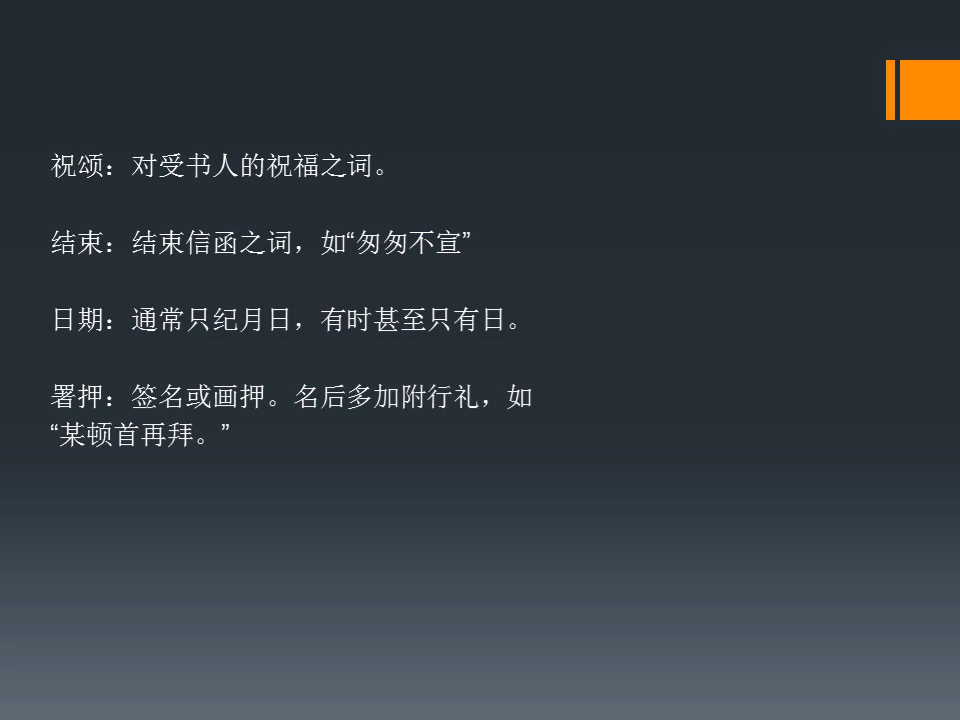 祝颂：对受书人的祝福之词。
结束：结束信函之词，如“匆匆不宣”
日期：通常只纪月日，有时甚至只有日。
署押：签名或画押。名后多加附行礼，如
“某顿首再拜。”